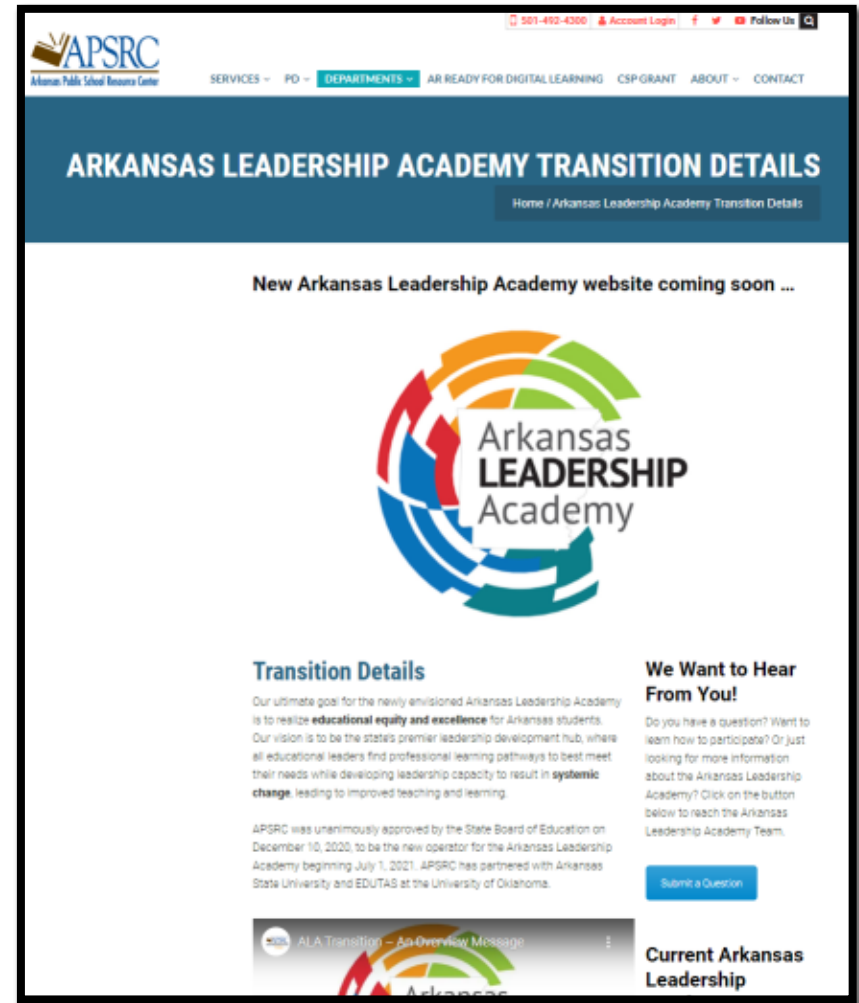 501-492-4300 Account Login Follow Us
APSRC
Arkansas Public School Resource Center
SERVICES PD DEPARTMENTS AR READY FOR DIGITAL LEARNING CSP GRANT ABOUT CONTACT
ARKANSAS LEADERSHIP ACADEMY TRANSITION DETAILS
Home / Arkansas Leadership Academy Transition Details
New Arkansas Leadership Academy website coming soon ...
Arkansas
LEADERSHIP
Academy
Transition Details
Our ultimate goal for the newly envisioned Arkansas Leadership Academy
is to realize educational equity and excellence for Arkansas students.
Our vision is to be the state's premier leadership development hub, where
all educational leaders find professional learning pathways to best meet
their needs while developing leadership capacity to result in systemic
change, leading to improved teaching and learning.
APSRC was unanimously approved by the State Board of Education on
December 10, 2020, to be the new operator for the Arkansas Leadership
Academy beginning July 1, 2021. APSRC has partnered with Arkansas
State University and EDUTAS at the University of Oklahoma.
ALA Transition – An Overview Message
Arkansas
We Want to Hear
From You!
Do you have a question? Want to
learn how to participate? Or just
looking for more information
about the Arkansas Leadership
Academy? Click on the button
below to reach the Arkansas
Leadership Academy Team.
Submit a Question
Current Arkansas
Leadership